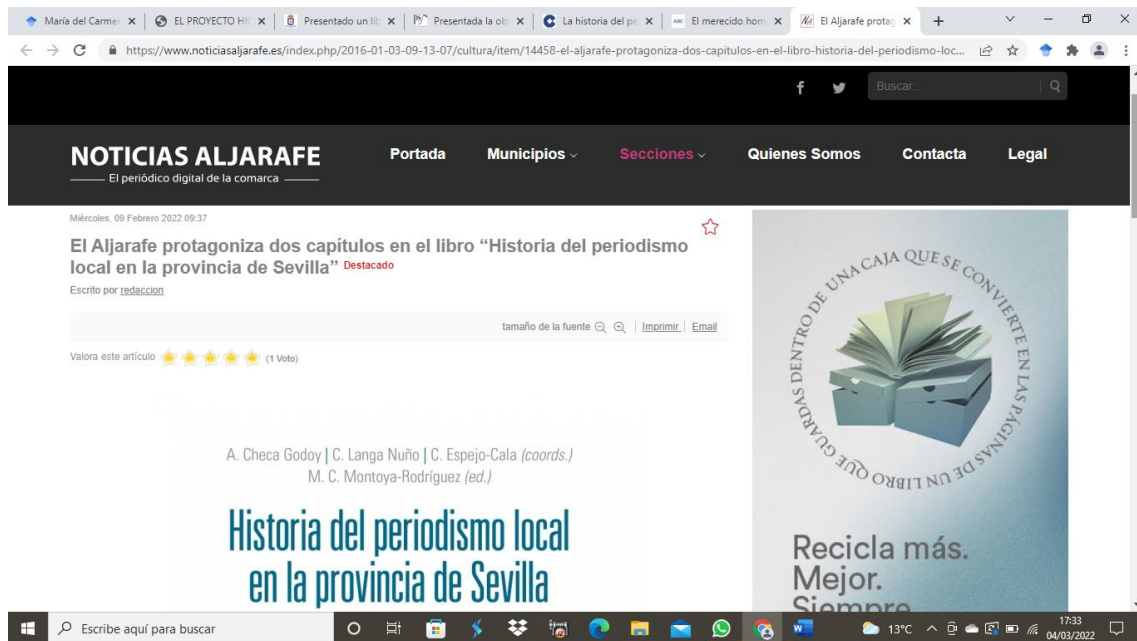 María del Carmen
EL PROYECTO HI
Presentado un lib
Presentada la ob
La historia del pe
El merecido hom
El Aljarafe protag
https://www.noticiasaljarafe.es/index.php/2016-01-03-09-13-07/cultura/item/14458-el-aljarafe-protagoniza-dos-capitulos-en-el-libro-historia-del-periodismo-loc...
Buscar...
NOTICIAS ALJARAFE
El periódico digital de la comarca
Portada
Municipios
Secciones
Quienes Somos
Contacta
Legal
Miércoles, 09 Febrero 2022 09:37
El Aljarafe protagoniza dos capítulos en el libro “Historia del periodismo
local en la provincia de Sevilla” Destacado
Escrito por redaccion
tamaño de la fuente | Imprimir | Email
Valora este artículo (1 Voto)
A. Checa Godoy | C. Langa Nuño | C. Espejo-Cala (coords.)
M. C. Montoya-Rodríguez (ed.)
Historia del periodismo local
en la provincia de Sevilla
UNA CAJA QUE SE CONVIERTE EN LAS PÁGINAS DE UN LIBRO QUE GUARDAS DENTRO DE
Recicla más.
Mejor.
Siempre
Escribe aquí para buscar
13°C
17:33
04/03/2022